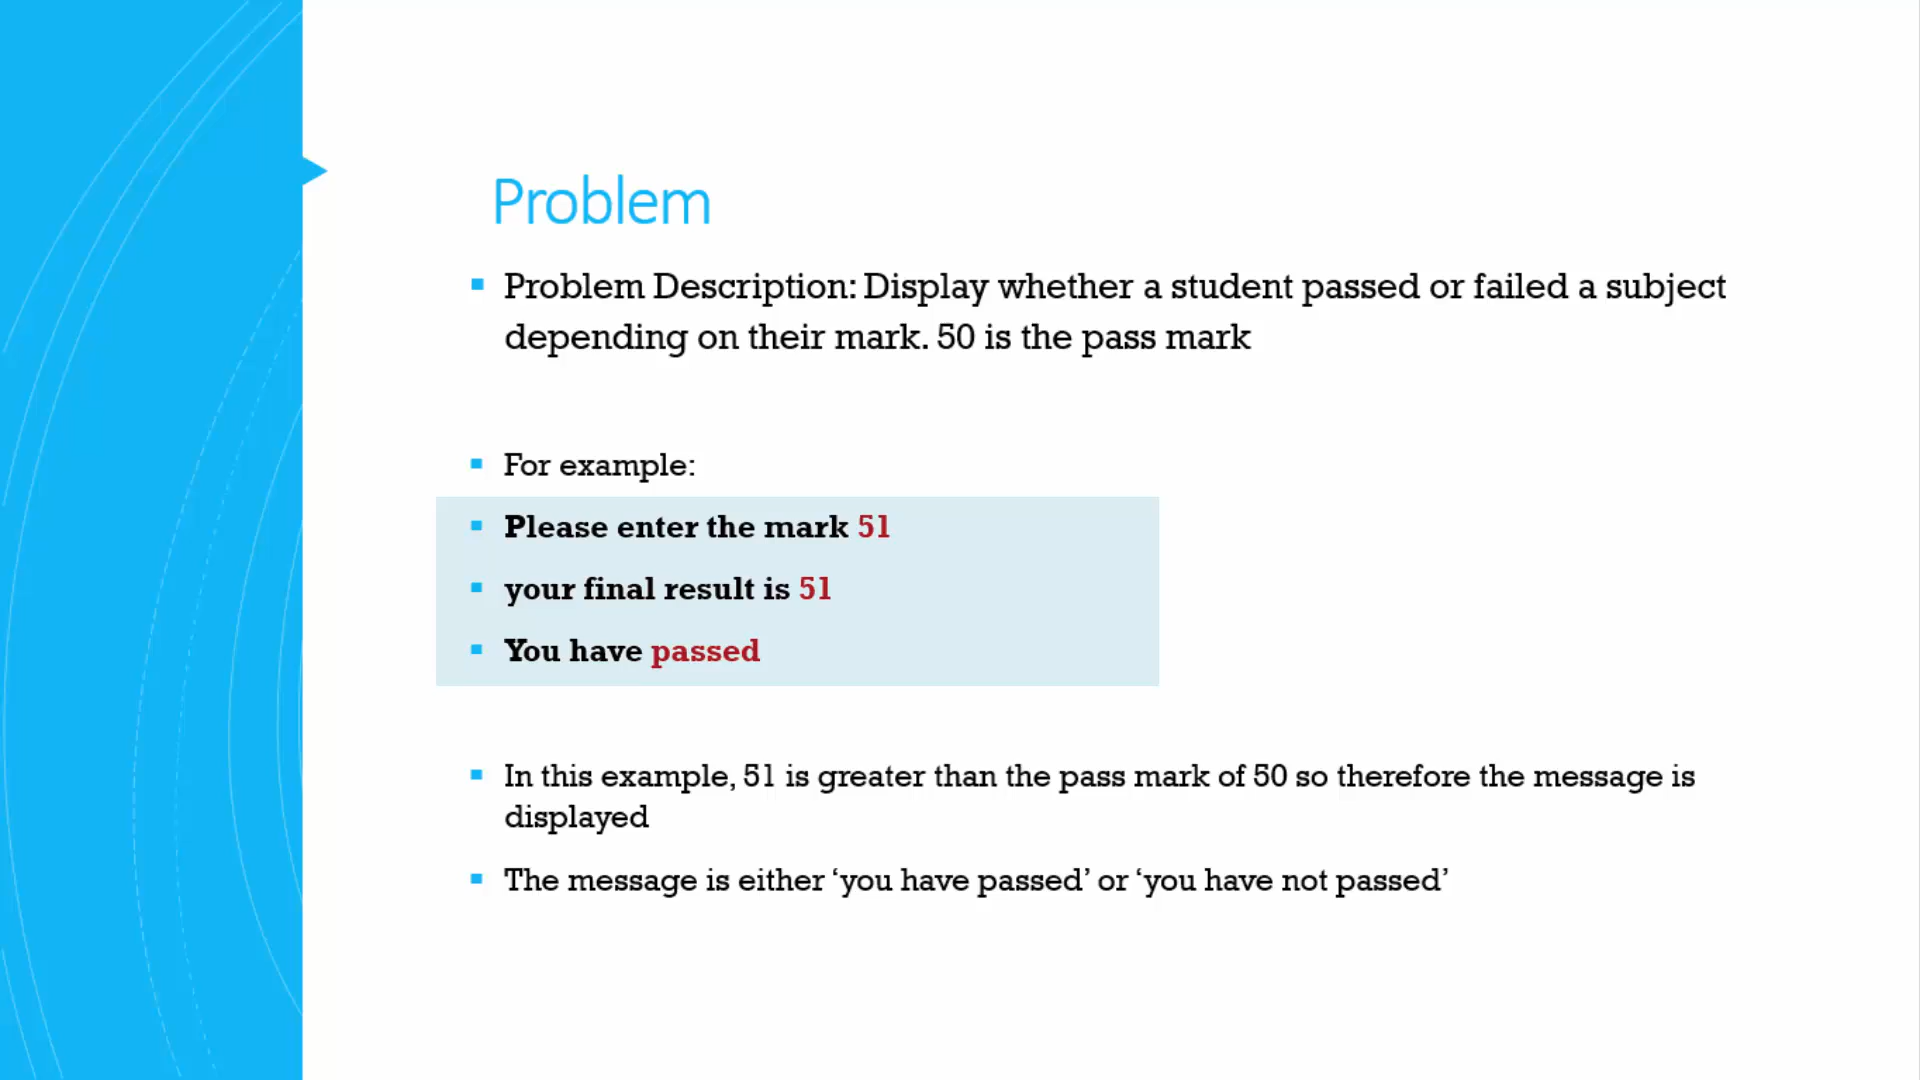 Problem
Problem Description: Display whether a student passed or failed a subject
depending on their mark. 50 is the pass mark
For example:
Please enter the mark 51
your final result is 51
You have passed
In this example, 51 is greater than the pass mark of 50 so therefore the message is
displayed
The message is either ‘you have passed’ or ‘you have not passed’